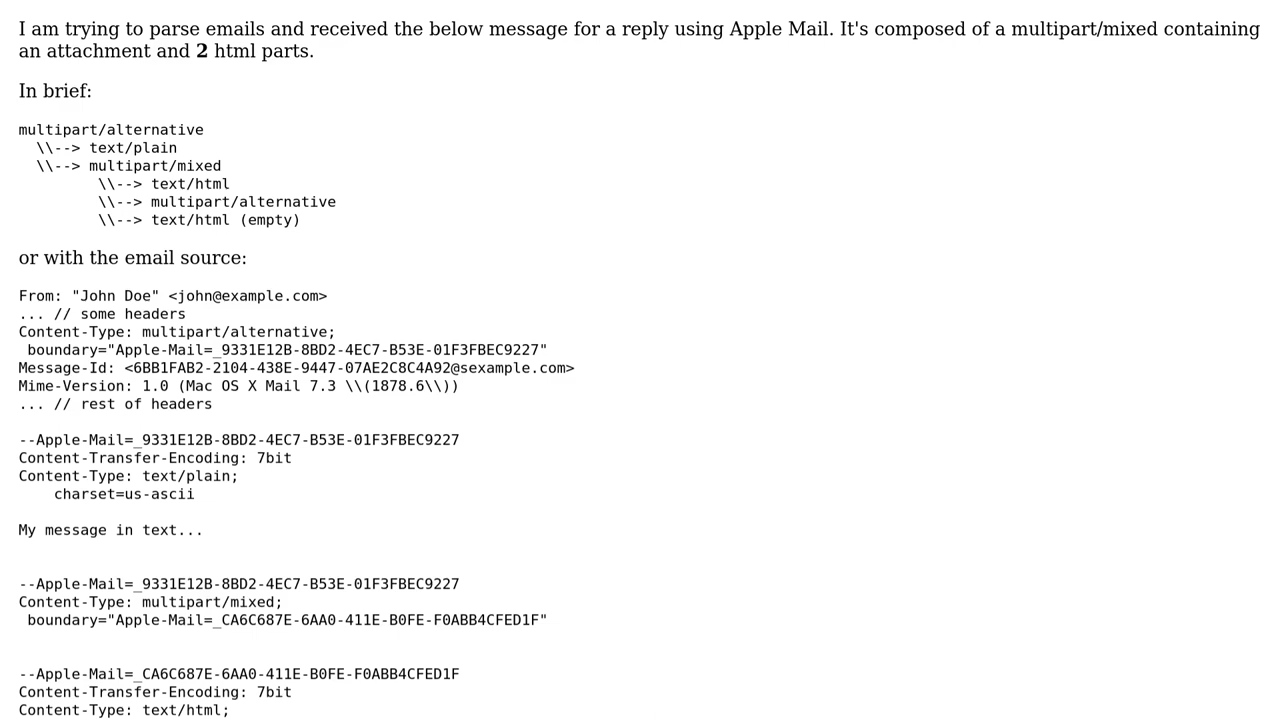 I am trying to parse emails and received the below message for a reply using Apple Mail. It's composed of a multipart/mixed containing
an attachment and 2 html parts.
In brief:
multipart/alternative
  \\--> text/plain
  \\--> multipart/mixed
         \\--> text/html
         \\--> multipart/alternative
         \\--> text/html (empty)
or with the email source:
From: "John Doe" <john@example.com>
... // some headers
Content-Type: multipart/alternative;
 boundary="Apple-Mail=_9331E12B-8BD2-4EC7-B53E-01F3FBEC9227"
Message-Id: <6BB1FAB2-2104-438E-9447-07AE2C8C4A92@sexample.com>
Mime-Version: 1.0 (Mac OS X Mail 7.3 \\(1878.6\\))
... // rest of headers
--Apple-Mail=_9331E12B-8BD2-4EC7-B53E-01F3FBEC9227
Content-Transfer-Encoding: 7bit
Content-Type: text/plain;
    charset=us-ascii
My message in text...
--Apple-Mail=_9331E12B-8BD2-4EC7-B53E-01F3FBEC9227
Content-Type: multipart/mixed;
 boundary="Apple-Mail=_CA6C687E-6AA0-411E-B0FE-F0ABB4CFED1F"
--Apple-Mail=_CA6C687E-6AA0-411E-B0FE-F0ABB4CFED1F
Content-Transfer-Encoding: 7bit
Content-Type: text/html;